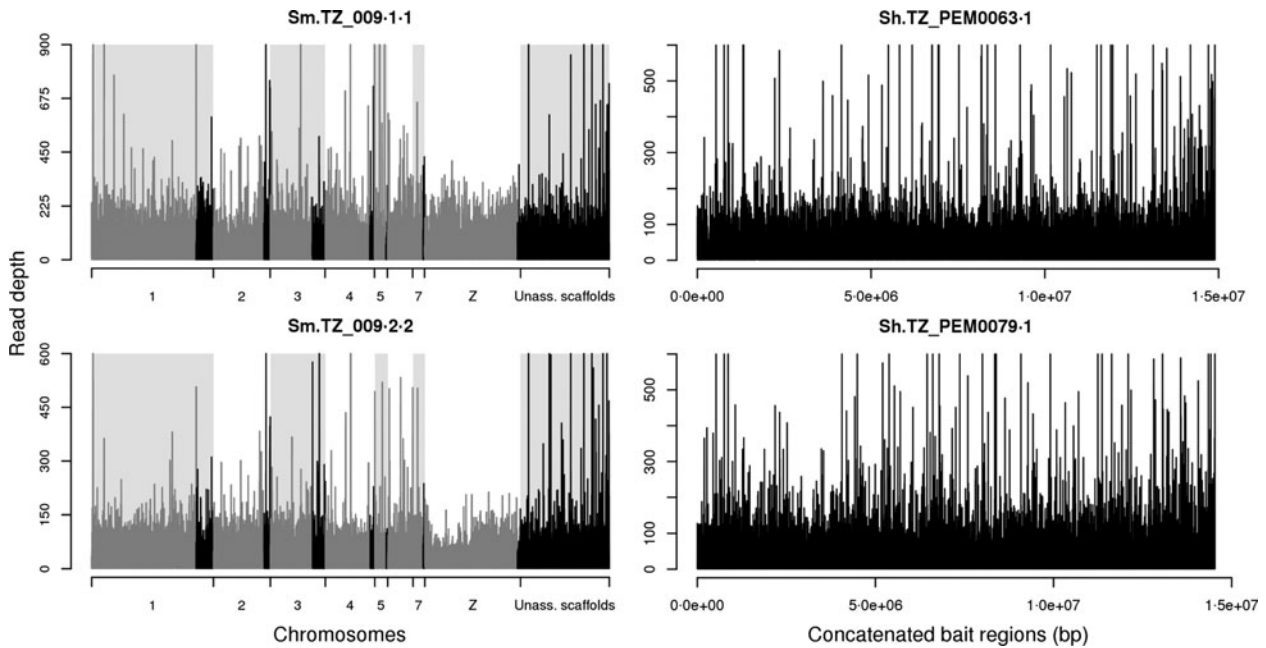 Sm.TZ_009·1·1
Sh.TZ_PEM0063·1
Read depth
900
675
450
225
0
1
2
3
4
5
7
Z
Unass. scaffolds
500
300
100
0
0·0e+00
5·0e+06
1·0e+07
1·5e+07
Sm.TZ_009·2·2
Sh.TZ_PEM0079·1
600
450
300
150
0
1
2
3
4
5
7
Z
Unass. scaffolds
Chromosomes
500
300
100
0
0·0e+00
5·0e+06
1·0e+07
1·5e+07
Concatenated bait regions (bp)